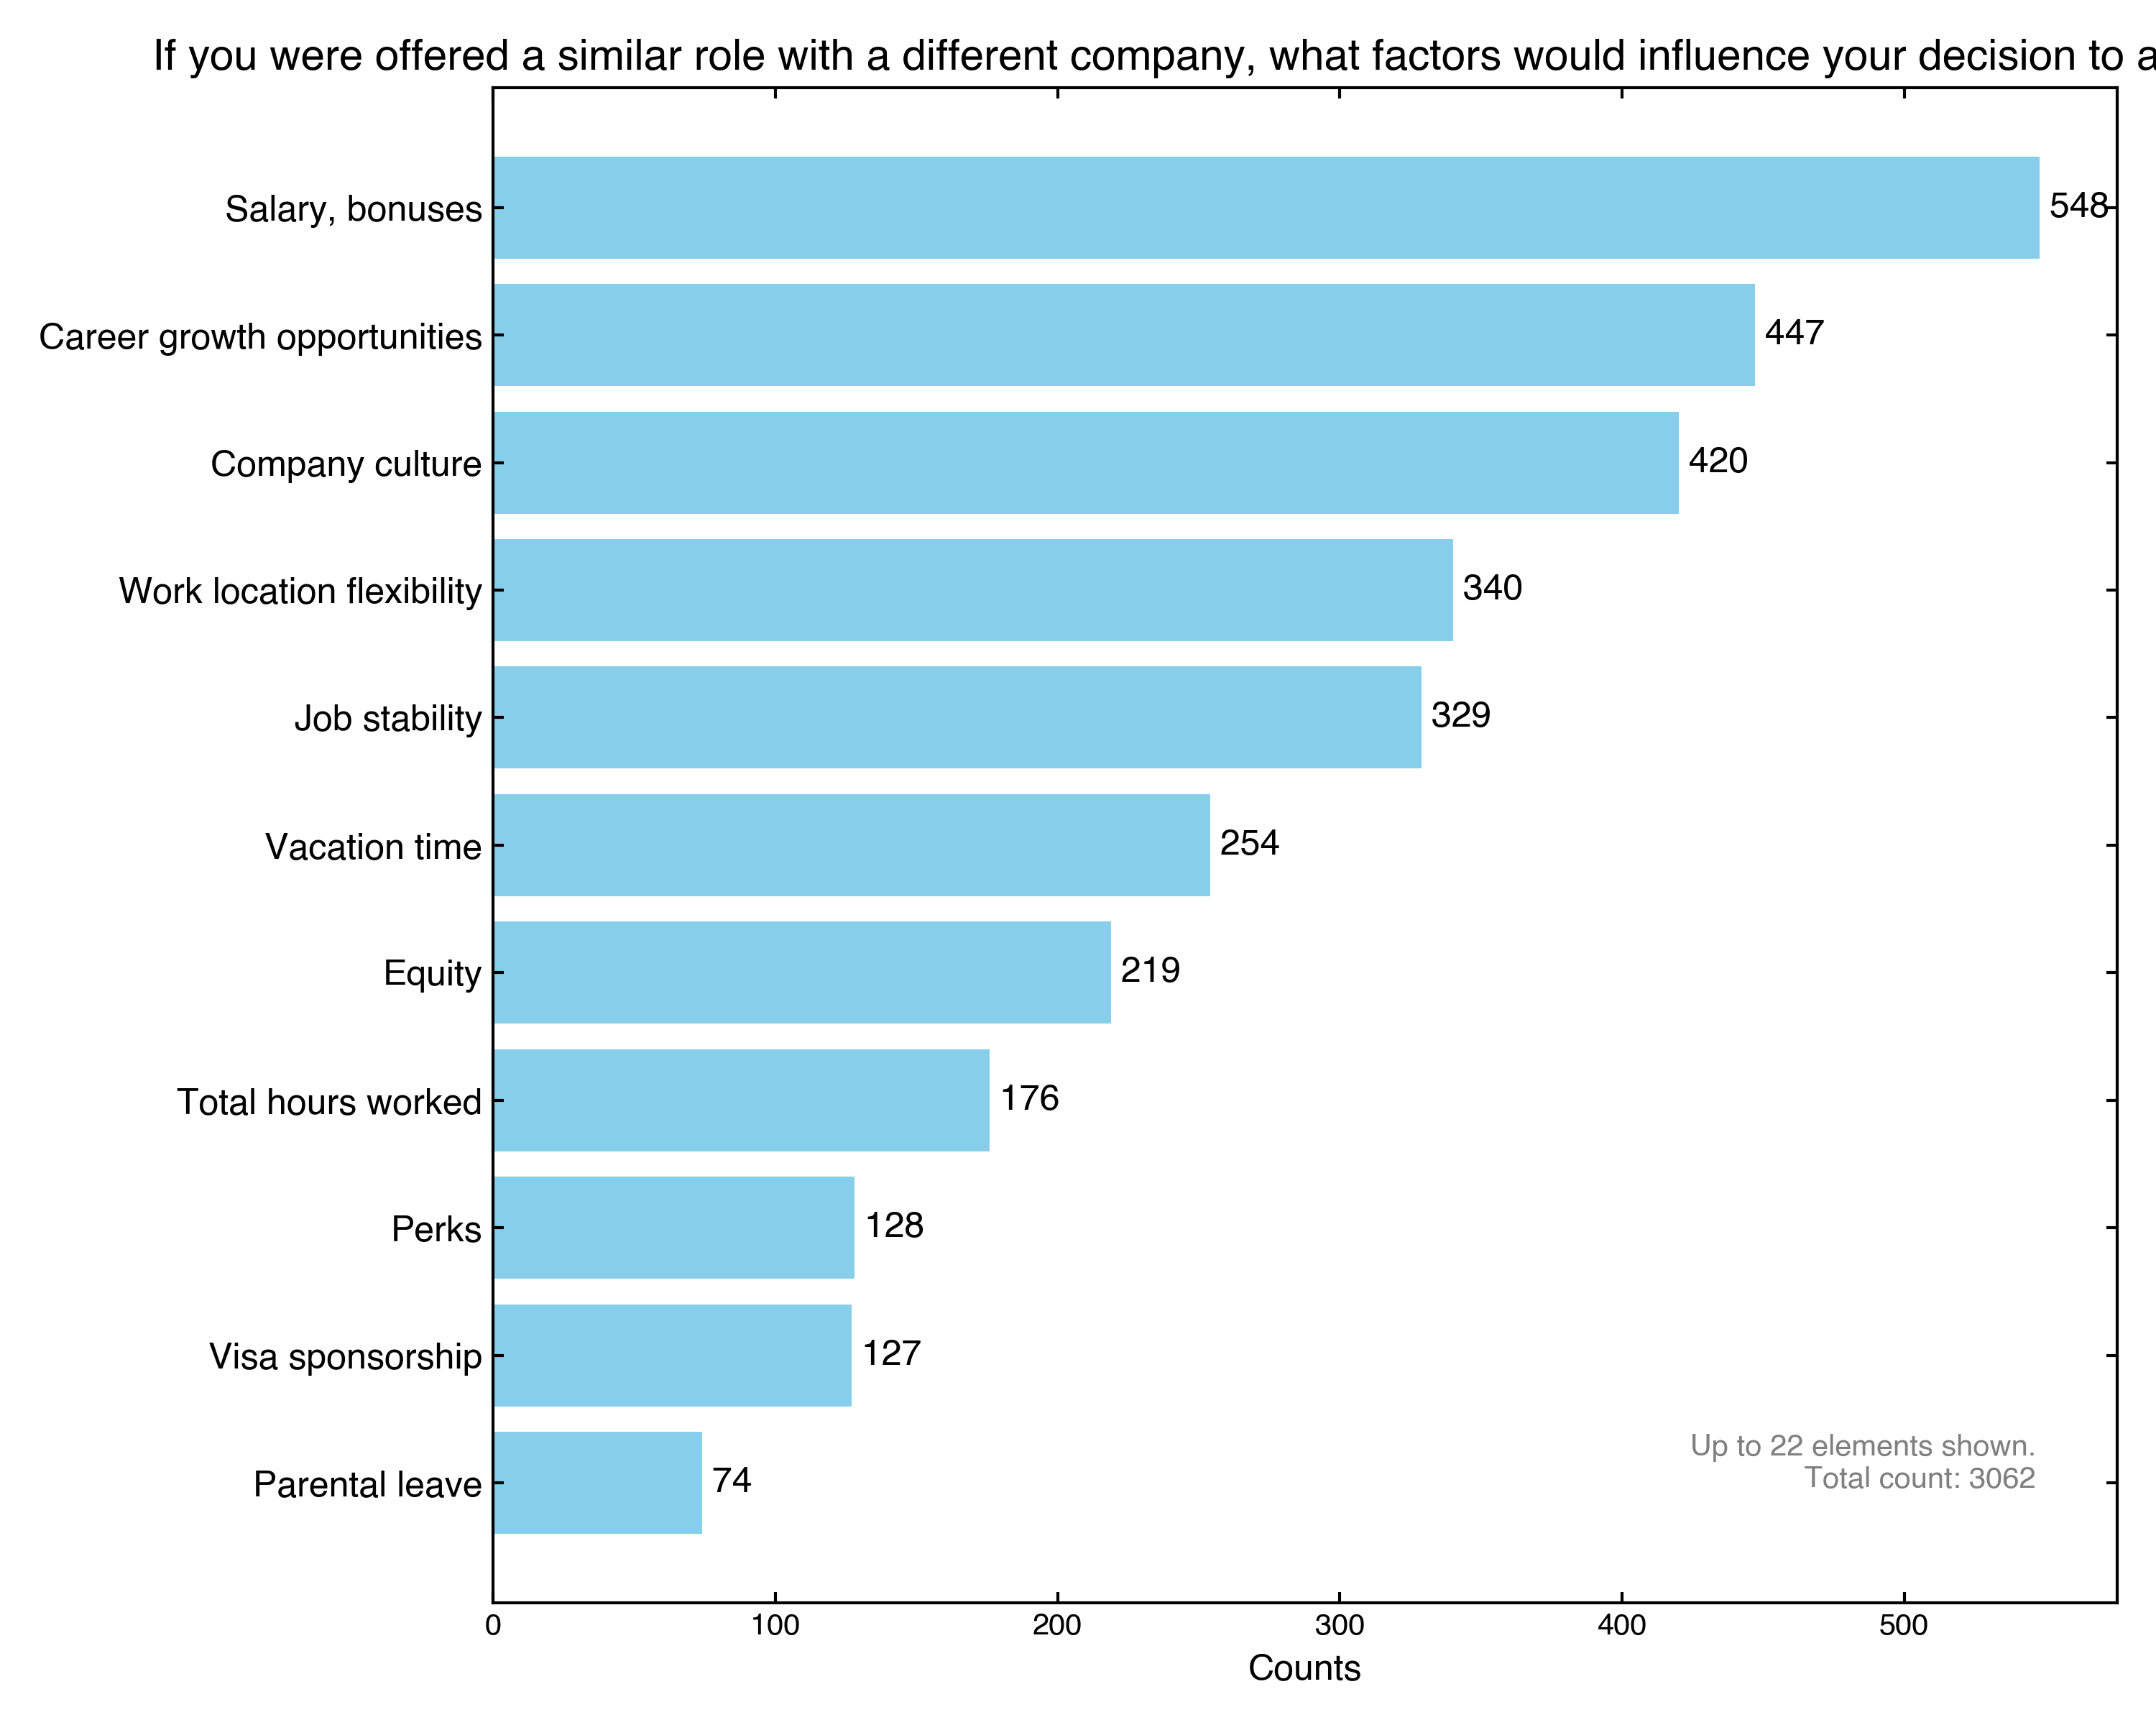 If you were offered a similar role with a different company, what factors would influence your decision to
Salary, bonuses
548
Career growth opportunities
447
Company culture
420
Work location flexibility
340
Job stability
329
Vacation time
254
Equity
219
Total hours worked
176
Perks
128
Visa sponsorship
127
Parental leave
74
Up to 22 elements shown.
Total count: 3062
0 100 200 300 400 500
Counts